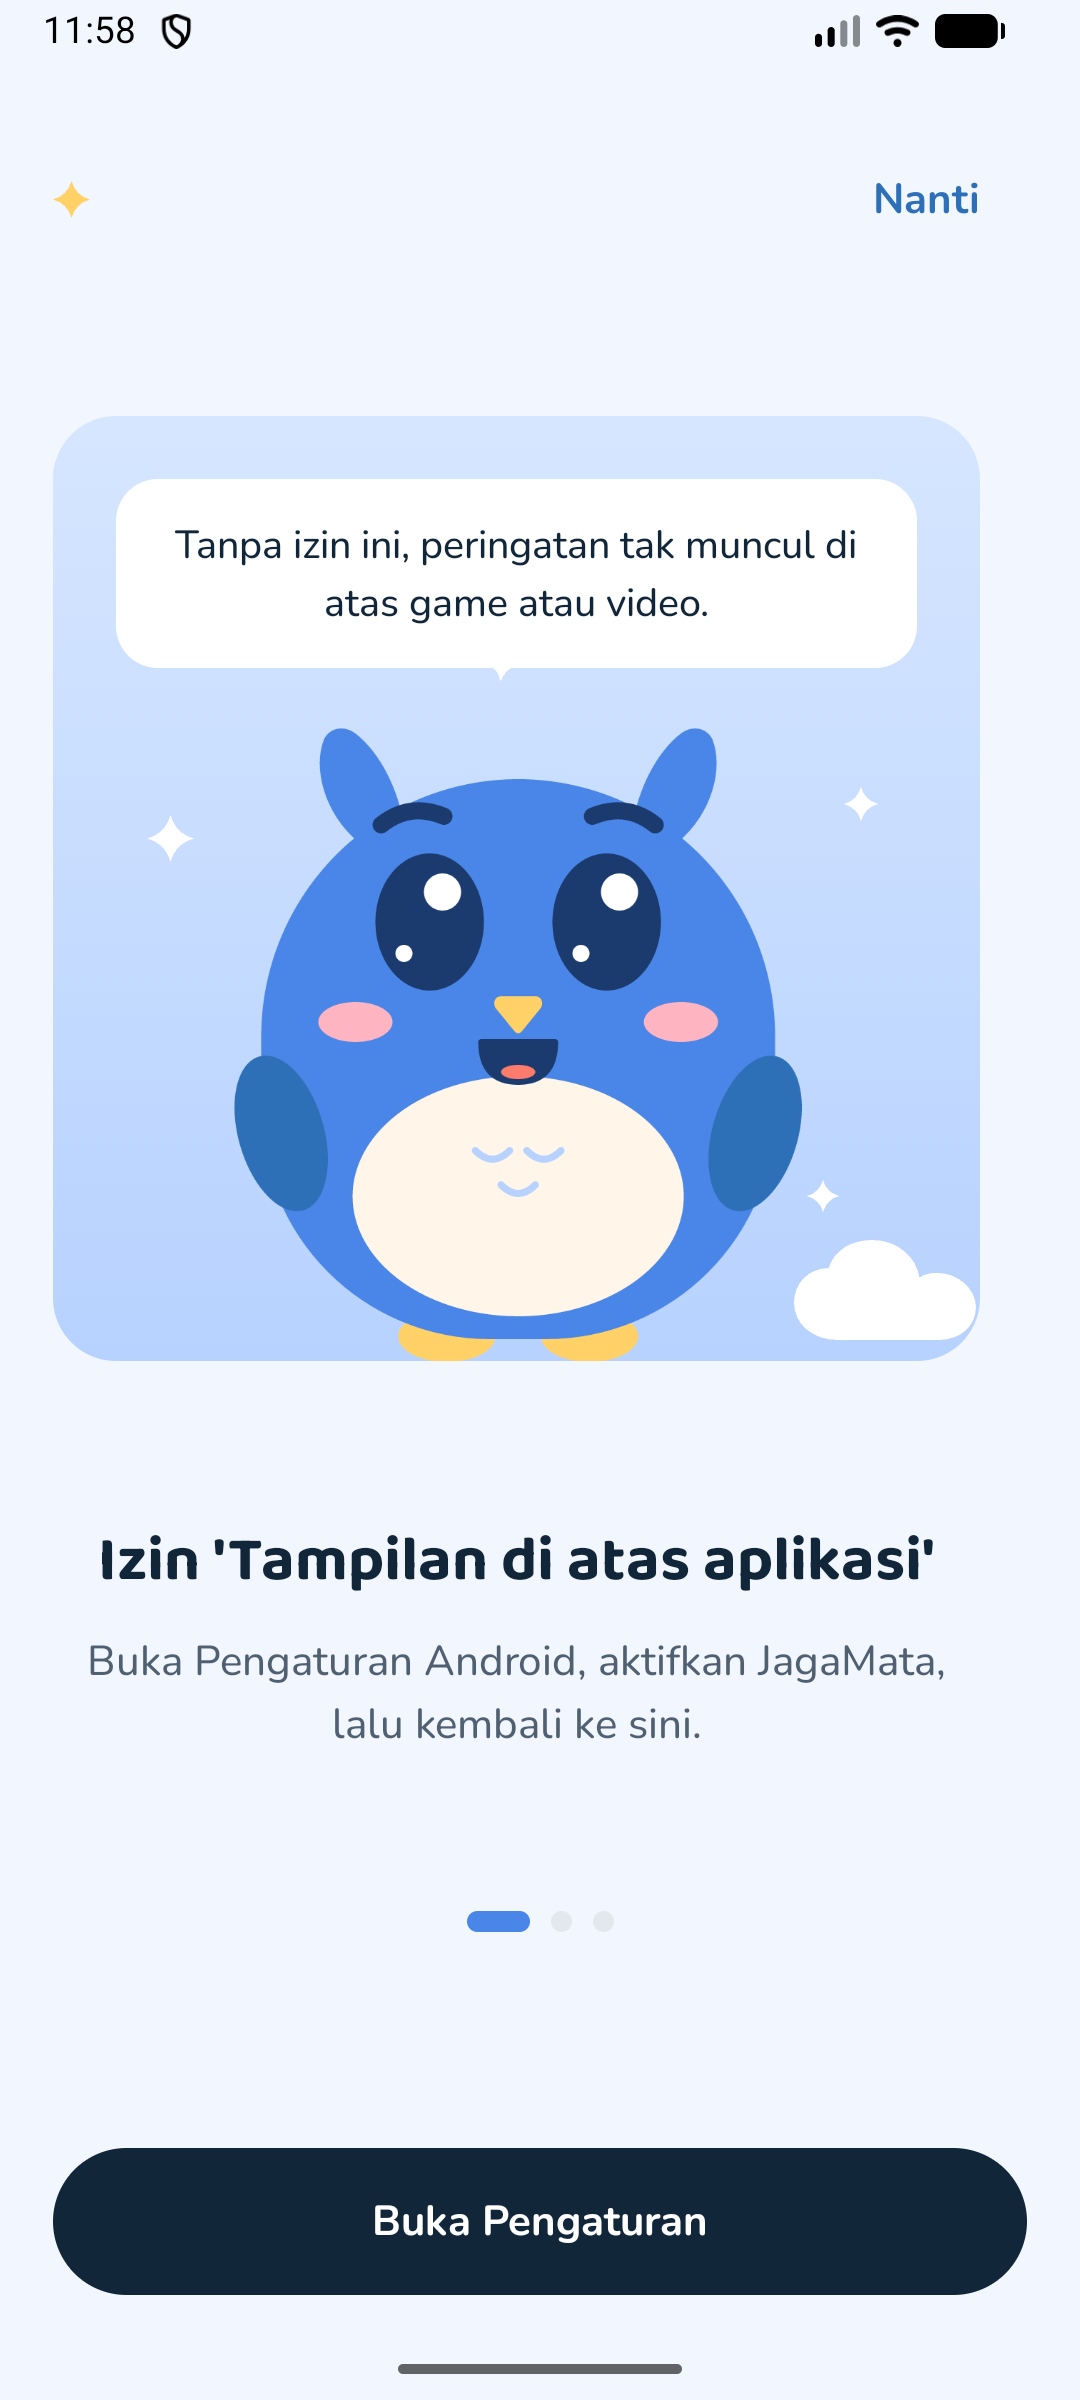 11:58
Nanti
Tanpa izin ini, peringatan tak muncul di
atas game atau video.
Izin 'Tampilan di atas aplikasi'
Buka Pengaturan Android, aktifkan JagaMata,
lalu kembali ke sini.
Buka Pengaturan